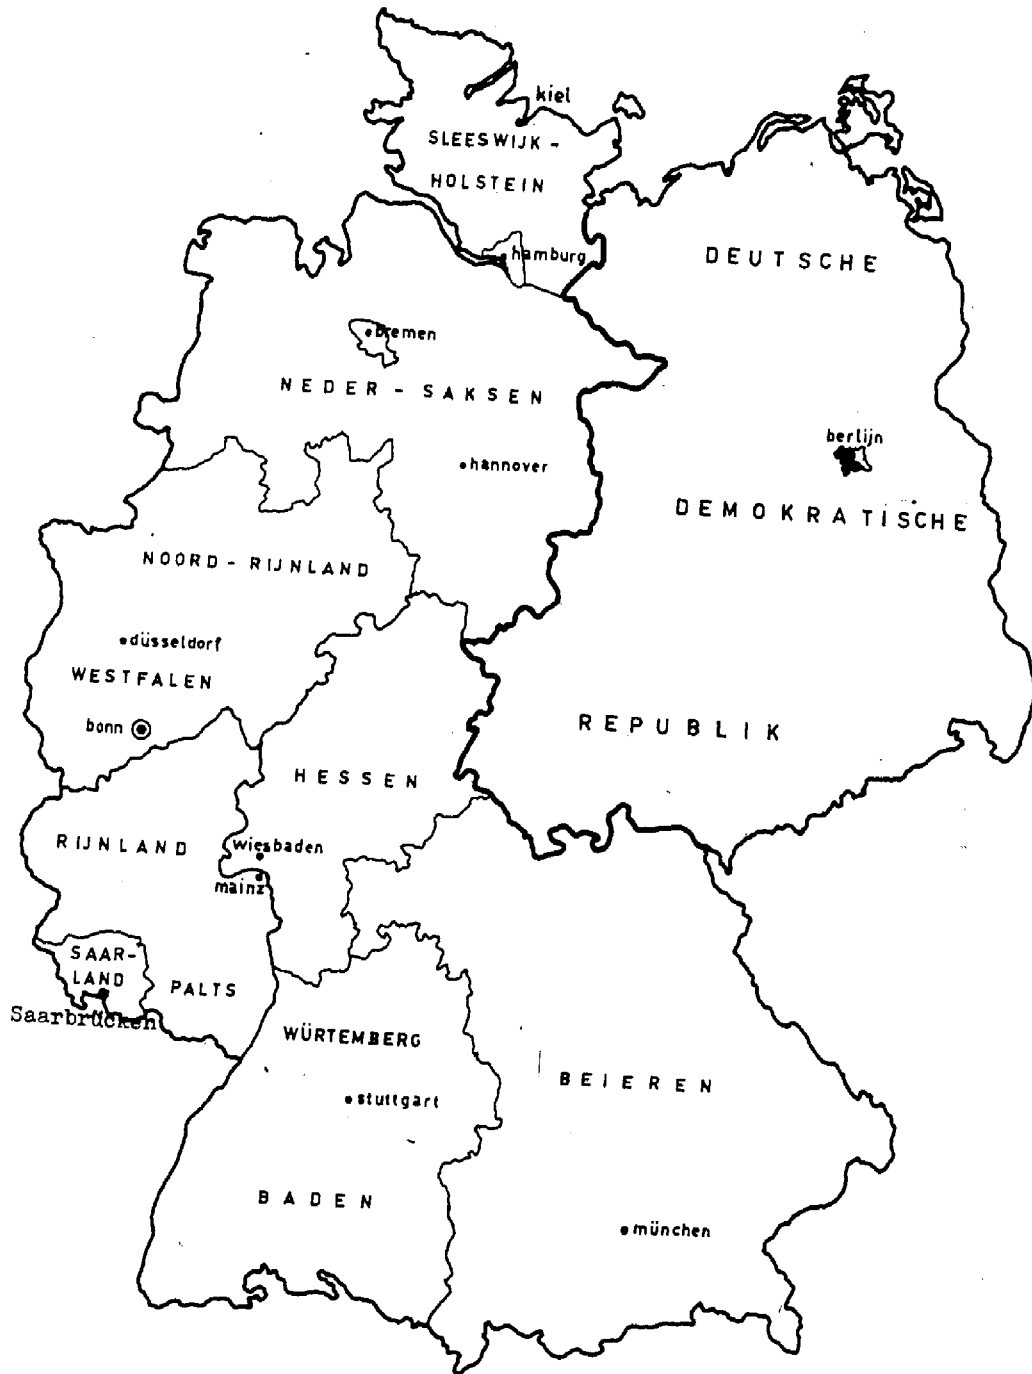 kiel
SLEESWIJK -
HOLSTEIN
hamburg
DEUTSCHE
bremen
NEDER - SAKSEN
berlijn
hannover
DEMOKRATISCHE
NOORD - RIJNLAND
düsseldorf
WESTFALEN
bonn
REPUBLIK
HESSEN
RIJNLAND
wiesbaden
mainz
SAAR-
LAND
PALTS
Saarbrücken
WÜRTEMBERG
BEIEREN
stuttgart
BADEN
münchen